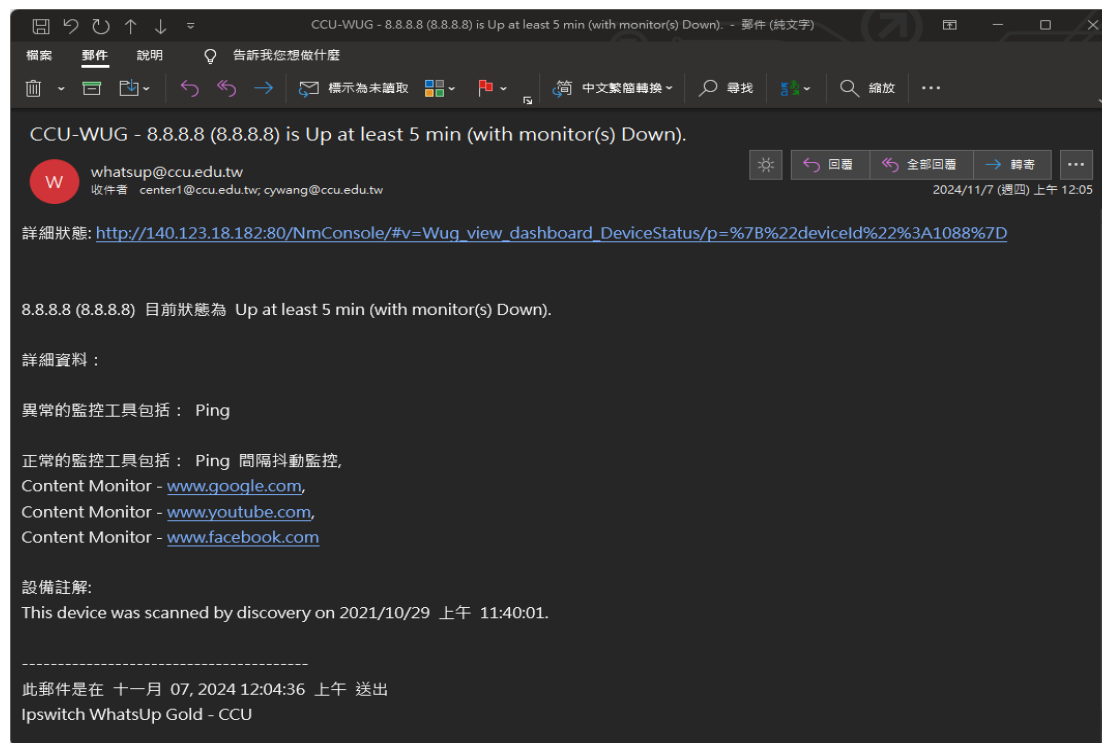 CCU-WUG - 8.8.8.8 (8.8.8.8) is Up at least 5 min (with monitor(s) Down). - 郵件 (純文字)
檔案 郵件 說明 告訴我您想做什麼
標示為未讀取 简 中文繁簡轉換 尋找 縮放
CCU-WUG - 8.8.8.8 (8.8.8.8) is Up at least 5 min (with monitor(s) Down).
W
whatsup@ccu.edu.tw
收件者 center1@ccu.edu.tw; cywang@ccu.edu.tw
回覆 全部回覆 轉寄
2024/11/7 (週四) 上午 12:05
詳細狀態: http://140.123.18.182:80/NmConsole/#v=Wug_view_dashboard_DeviceStatus/p=%7B%22deviceId%22%3A1088%7D
8.8.8.8 (8.8.8.8) 目前狀態為 Up at least 5 min (with monitor(s) Down).
詳細資料：
異常的監控工具包括： Ping
正常的監控工具包括： Ping 間隔抖動監控,
Content Monitor - www.google.com,
Content Monitor - www.youtube.com,
Content Monitor - www.facebook.com
設備註解:
This device was scanned by discovery on 2021/10/29 上午 11:40:01.
----------------------------------------
此郵件是在 十一月 07, 2024 12:04:36 上午 送出
Ipswitch WhatsUp Gold - CCU